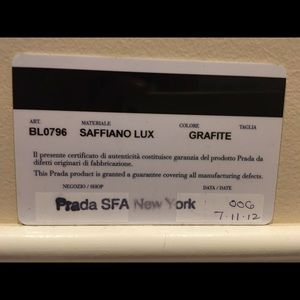 ART. MATERIALE COLORE TAGLIA
BL0796 SAFFIANO LUX GRAFITE
Il presente certificato di autenticità costituisce garanzia del prodotto Prada da
difetti originari di fabbricazione.
This Prada product is granted a guarantee covering all manufacturing defects.
NEGOZIO / SHOP DATA / DATE
Prada SFA New York 006
7.11.12